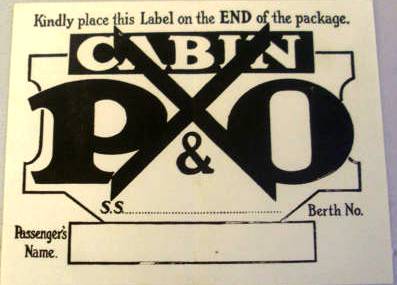 Kindly place this Label on the END of the package.
CABIN
P & O
S.S. Berth No.
Passenger's
Name.